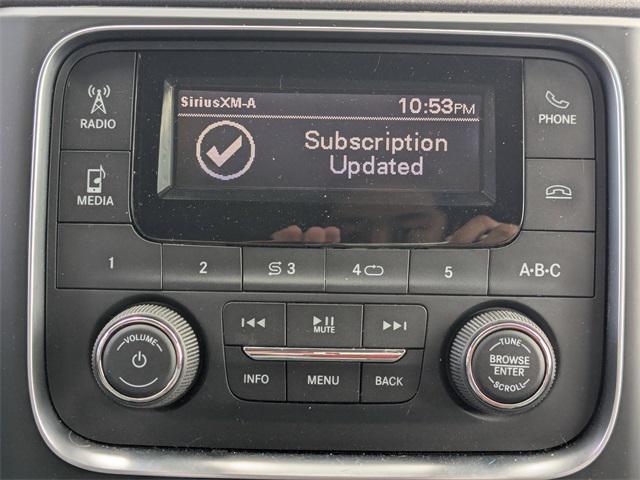 SiriusXM-A 10:53PM
Subscription
Updated
RADIO
PHONE
MEDIA
1 2 3 4 5 A·B·C
VOLUME
MUTE
TUNE
BROWSE
ENTER
SCROLL
INFO MENU BACK